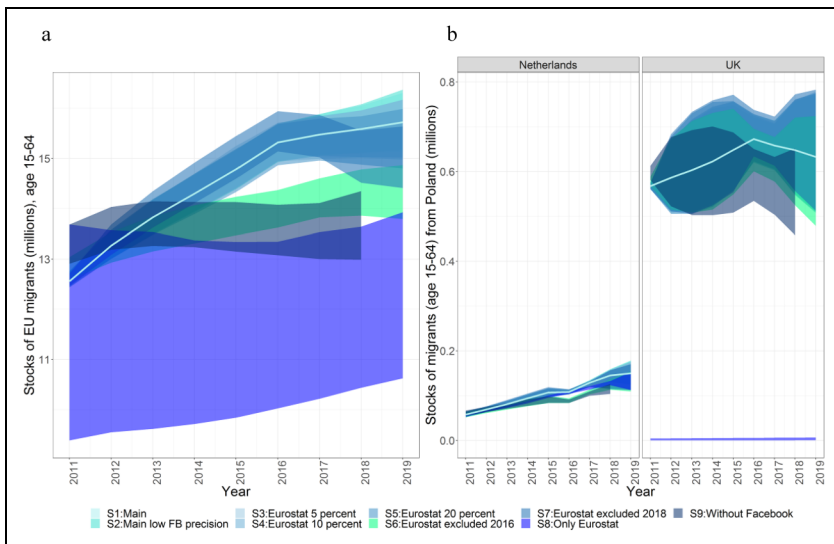 a
b
Netherlands
UK
Stocks of EU migrants (millions), age 15-64
15
13
11
2011
2012
2013
2014
2015
2016
2017
2018
2019
Year
Stocks of migrants (age 15-64) from Poland (millions)
0.8
0.6
0.4
0.2
0.0
2011
2012
2013
2014
2015
2016
2017
2018
2019
2011
2012
2013
2014
2015
2016
2017
2018
2019
Year
S1:Main
S3:Eurostat 5 percent
S5:Eurostat 20 percent
S7:Eurostat excluded 2018
S9:Without Facebook
S2:Main low FB precision
S4:Eurostat 10 percent
S6:Eurostat excluded 2016
S8:Only Eurostat